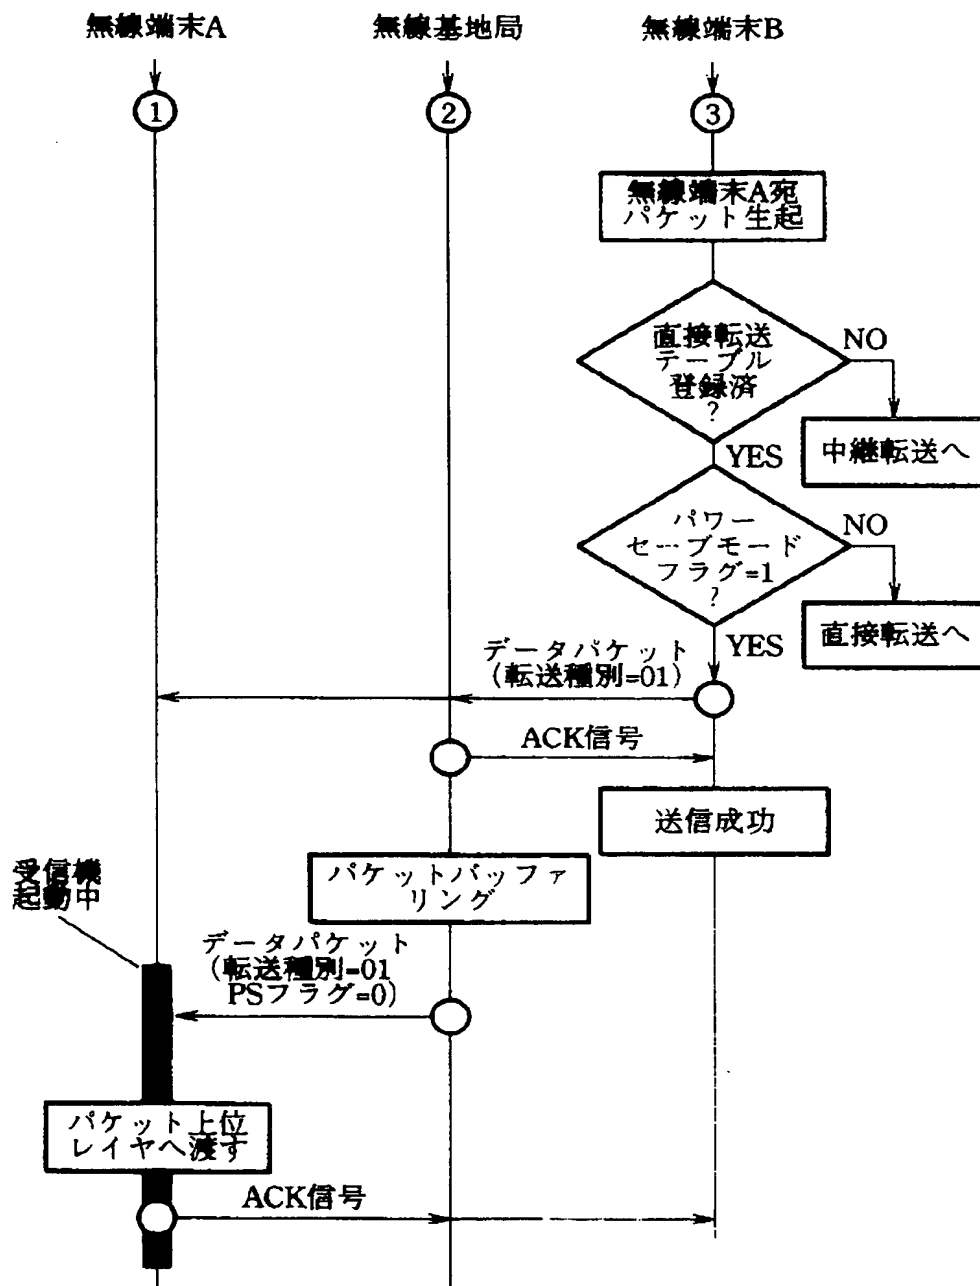 無線端末A
無線基地局
無線端末B
1
2
3
無線端末A宛
パケット生起
直接転送
テーブル
登録済
?
NO
中継転送へ
YES
パワー
セーブモード
フラグ=1
?
NO
直接転送へ
YES
データパケット
(転送種別=01)
ACK信号
送信成功
受信機
起動中
パケットバッファ
リング
データパケット
(転送種別=01
PSフラグ=0)
パケット上位
レイヤへ渡す
ACK信号